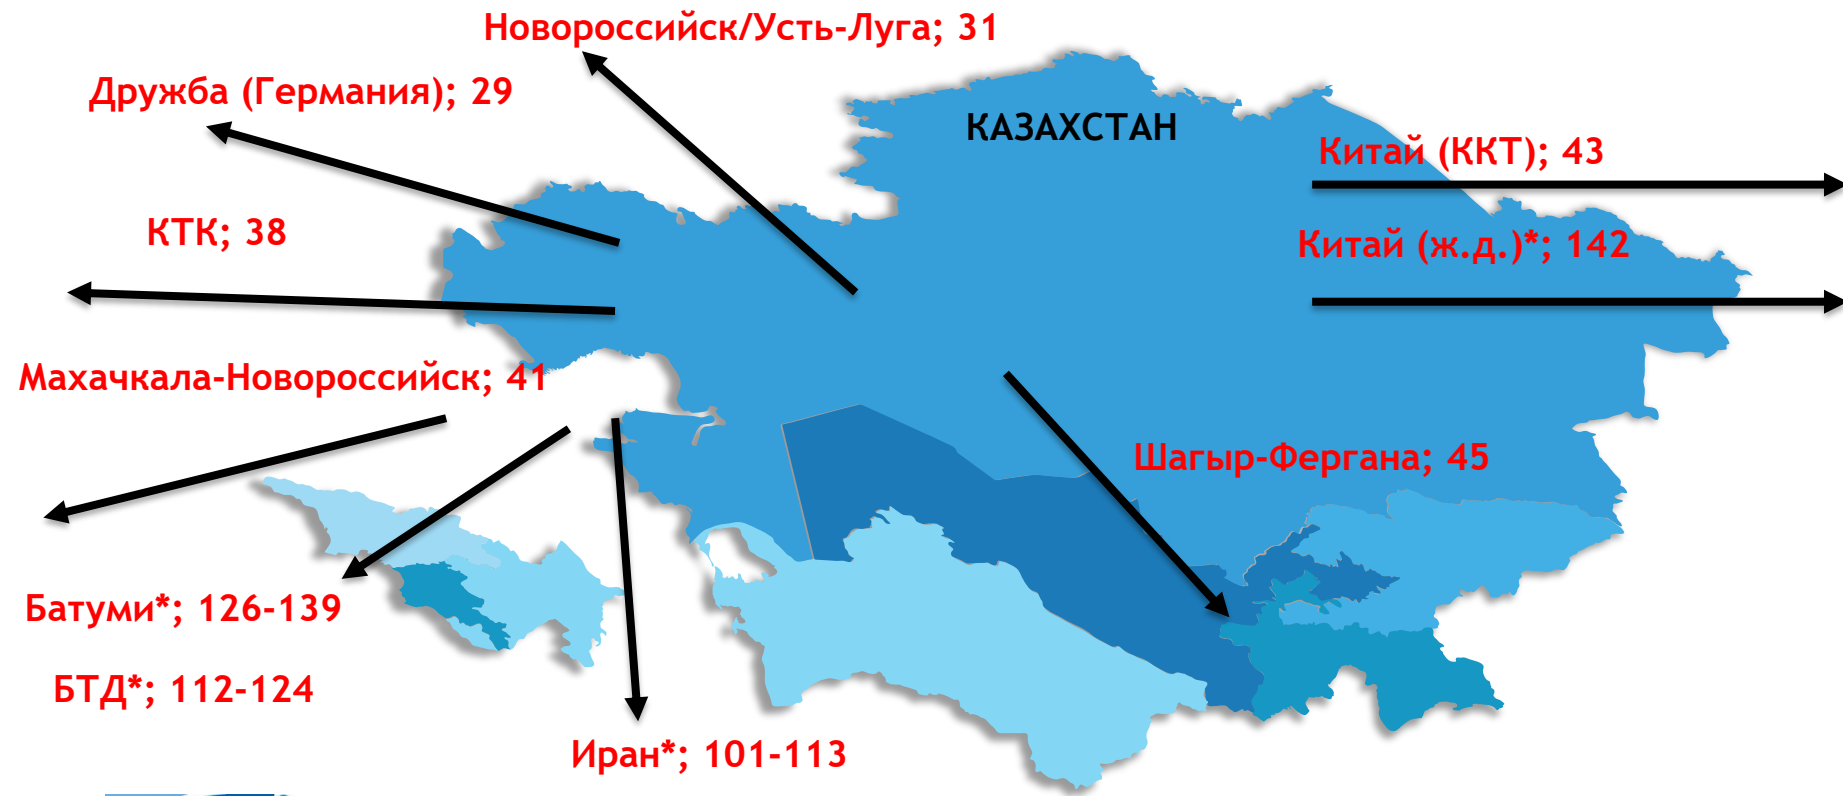 Новороссийск/Усть-Луга; 31
Дружба (Германия); 29
КАЗАХСТАН
Китай (ККТ); 43
КТК; 38
Китай (ж.д.)*; 142
Махачкала-Новороссийск; 41
Шагыр-Фергана; 45
Батуми*; 126-139
БТД*; 112-124
Иран*; 101-113